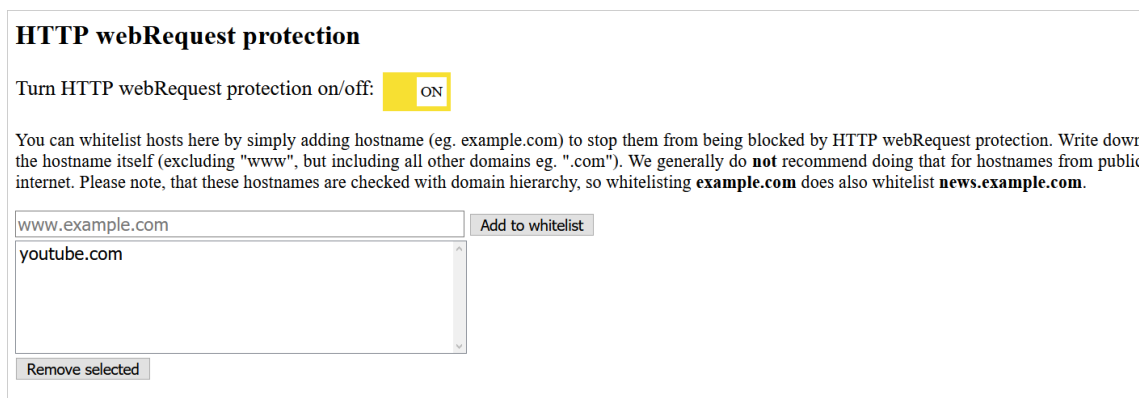 HTTP webRequest protection
Turn HTTP webRequest protection on/off: ON
You can whitelist hosts here by simply adding hostname (eg. example.com) to stop them from being blocked by HTTP webRequest protection. Write down
the hostname itself (excluding "www", but including all other domains eg. ".com"). We generally do not recommend doing that for hostnames from public
internet. Please note, that these hostnames are checked with domain hierarchy, so whitelisting example.com does also whitelist news.example.com.
www.example.com Add to whitelist
youtube.com
Remove selected